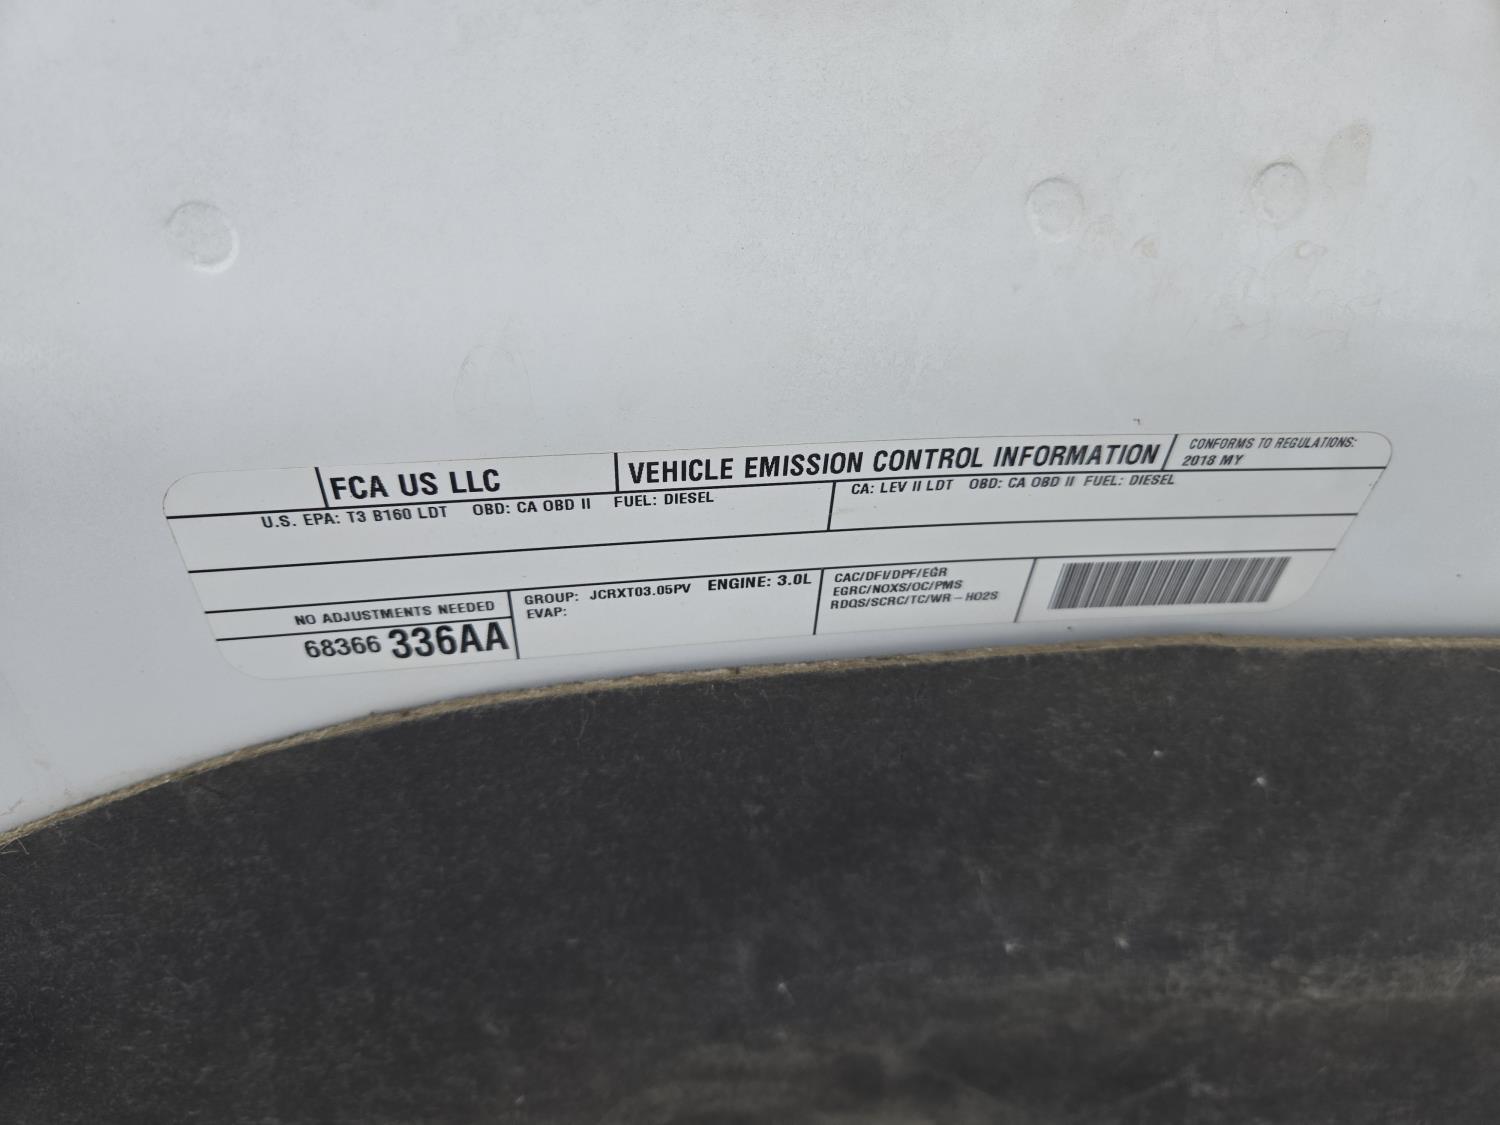 FCA US LLC
VEHICLE EMISSION CONTROL INFORMATION
CONFORMS TO REGULATIONS:
2018 MY
U.S. EPA: T3 B160 LDT OBD: CA OBD II FUEL: DIESEL
CA: LEV II LDT OBD: CA OBD II FUEL: DIESEL
NO ADJUSTMENTS NEEDED
68366 336AA
GROUP: JCRXT03.05PV ENGINE: 3.0L
EVAP:
CAC/DFI/DPF/EGR
EGRC/NOXS/OC/PMS
RDQS/SCRC/TC/WR-HO2S